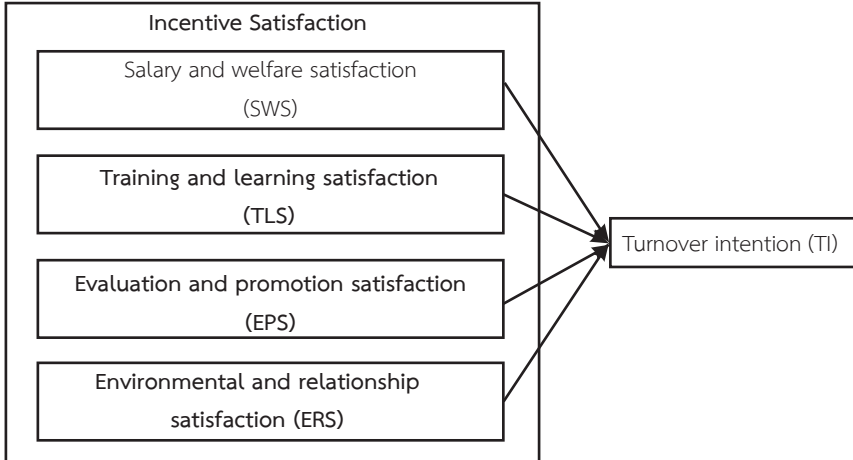 Incentive Satisfaction
Salary and welfare satisfaction
(SWS)
Training and learning satisfaction
(TLS)
Evaluation and promotion satisfaction
(EPS)
Environmental and relationship
satisfaction (ERS)
Turnover intention (TI)